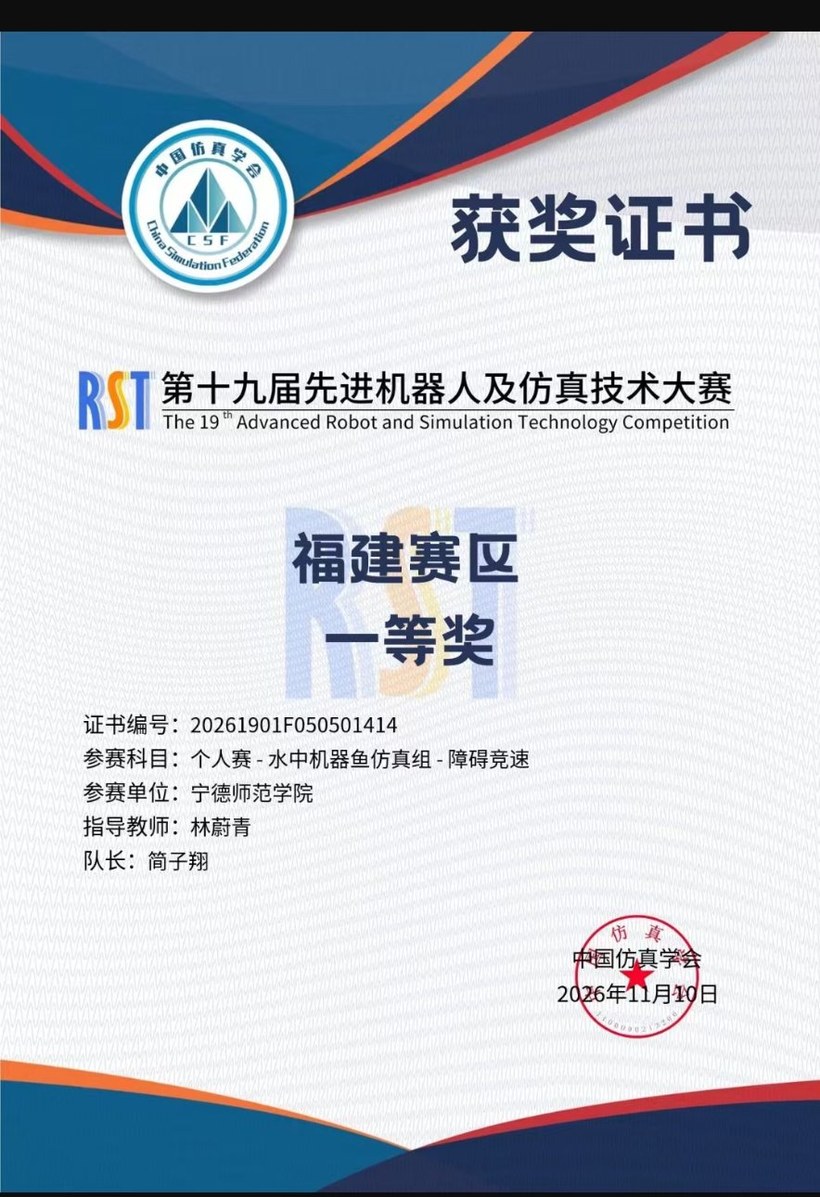 中国仿真学会
CSF
China Simulation Federation
获奖证书
RST 第十九届先进机器人及仿真技术大赛
The 19th Advanced Robot and Simulation Technology Competition
RST
福建赛区
一等奖
证书编号：20261901F050501414
参赛科目：个人赛 - 水中机器鱼仿真组 - 障碍竞速
参赛单位：宁德师范学院
指导教师：林蔚青
队长：简子翔
中国仿真学会
2026年11月10日